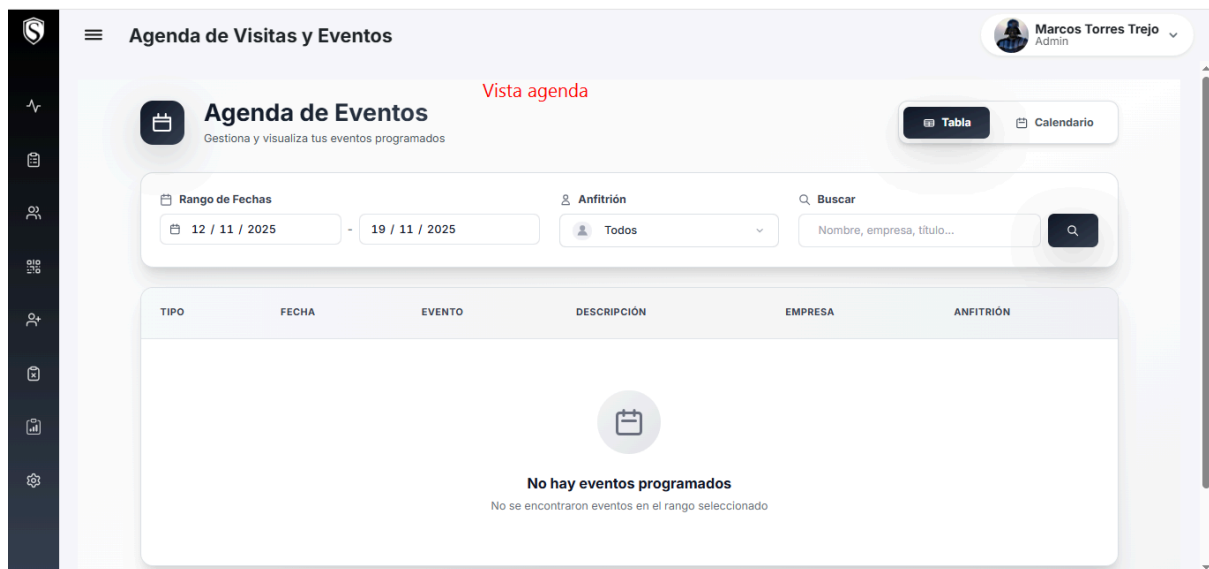 S
Agenda de Visitas y Eventos
Marcos Torres Trejo
Admin
Vista agenda
Agenda de Eventos
Gestiona y visualiza tus eventos programados
Tabla
Calendario
Rango de Fechas
Anfitrión
Buscar
12 / 11 / 2025 - 19 / 11 / 2025
Todos
Nombre, empresa, título...
TIPO FECHA EVENTO DESCRIPCIÓN EMPRESA ANFITRIÓN
No hay eventos programados
No se encontraron eventos en el rango seleccionado